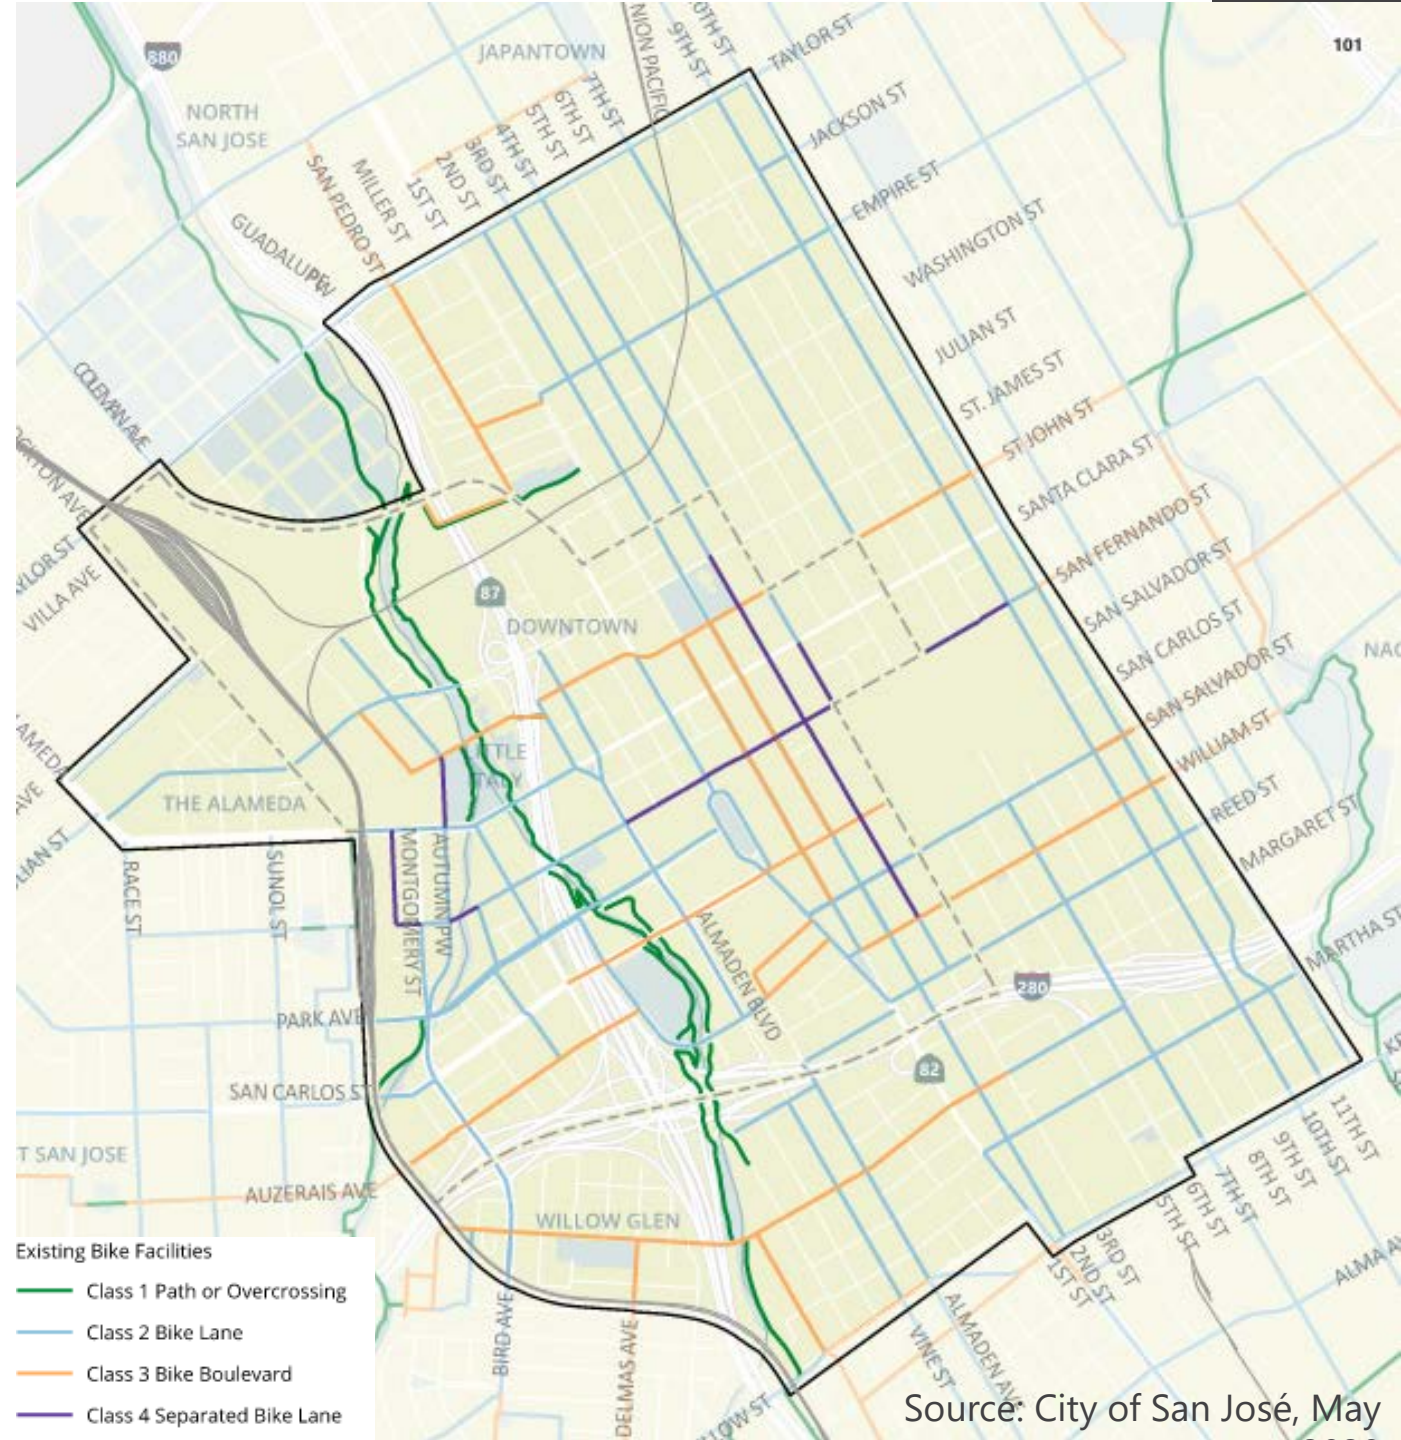 101
880
JAPANTOWN
NORTH
SAN JOSE
NION PACIFIC
9TH ST
TAYLOR ST
7TH ST
6TH ST
5TH ST
4TH ST
3RD ST
2ND ST
1ST ST
MILLER ST
SAN PEDRO ST
GUADALUPE
PW
JACKSON ST
EMPIRE ST
WASHINGTON ST
JULIAN ST
ST. JAMES ST
ST JOHN ST
SANTA CLARA ST
SAN FERNANDO ST
SAN SALVADOR ST
SAN CARLOS ST
SAN SALVADOR ST
WILLIAM ST
REED ST
MARGARET ST
MARTHA ST
COLEMAN AVE
VILLA AVE
87
DOWNTOWN
LITTLE
ITALY
THE ALAMEDA
RACE ST
SUNOL ST
MONTGOMERY ST
AUTUMN PW
ALMADEN BLVD
280
82
PARK AVE
SAN CARLOS ST
T SAN JOSE
AUZERAIS AVE
WILLOW GLEN
BIRD AVE
DELMAS AVE
11TH ST
10TH ST
9TH ST
8TH ST
7TH ST
6TH ST
5TH ST
3RD ST
2ND ST
1ST ST
ALMADEN AVE
VINE ST
Existing Bike Facilities
Class 1 Path or Overcrossing
Class 2 Bike Lane
Class 3 Bike Boulevard
Class 4 Separated Bike Lane
Source: City of San José, May